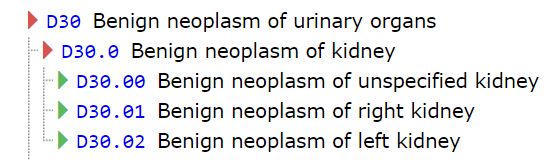 D30 Benign neoplasm of urinary organs
D30.0 Benign neoplasm of kidney
D30.00 Benign neoplasm of unspecified kidney
D30.01 Benign neoplasm of right kidney
D30.02 Benign neoplasm of left kidney